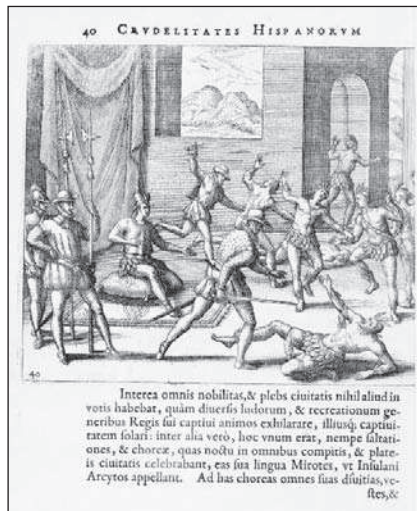 40 CRVDELITATES HISPANORVM
40
Interea omnis nobilitas,& plebs ciuitatis nihil aliud in
votis habebat, quàm diuersis ludorum, & recreationum ge-
neribus Regis sui captiui animos exhilarare, illiusq; captiui-
tatem solari: inter alia verò, hoc vnum erat, nempe saltati-
ones, & choreæ, quas noctu in omnibus compitis, & plate-
is ciuitatis celebrabant, eas sua lingua Mirotes, vt Insulani
Areytos appellant. Ad has choreas omnes suas diuitias,ve-
stes,&